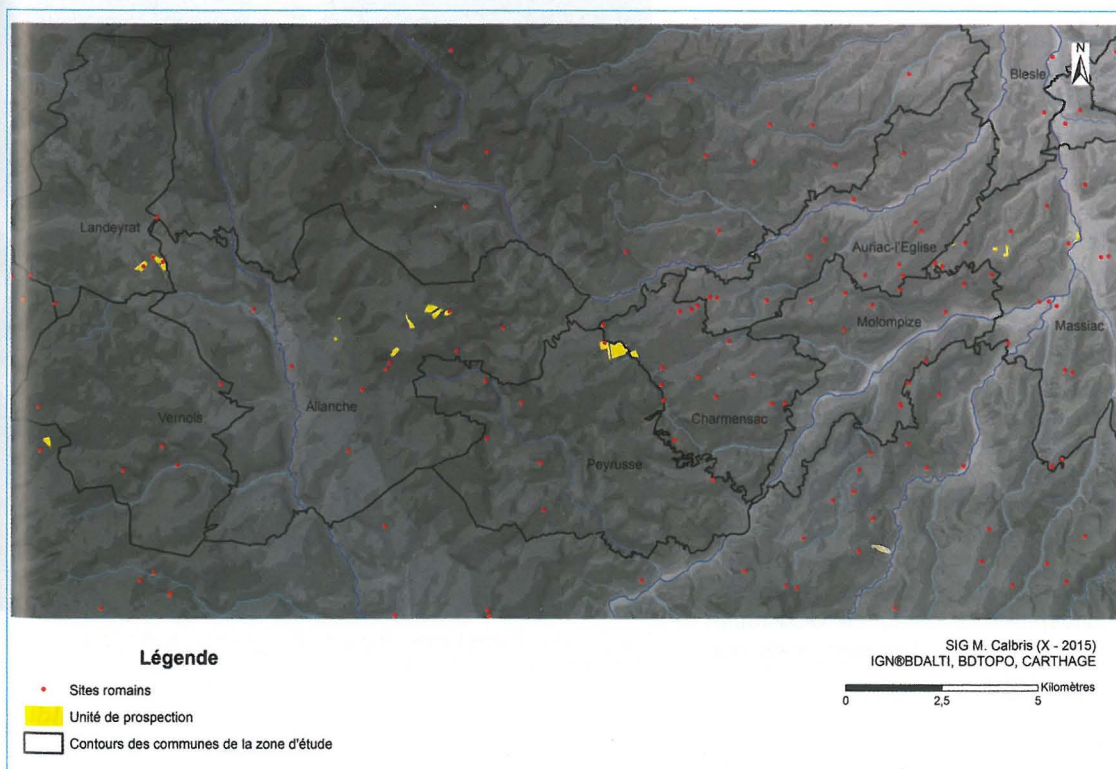 N
Blesle
Landeyrat
Auriac-l'Eglise
Molompize
Massiac
Allanche
Vernols
Charmensac
Peyrusse
Légende
Sites romains
Unité de prospection
Contours des communes de la zone d'étude
SIG M. Calbris (X - 2015)
IGN®BDALTI, BDTOPO, CARTHAGE
Kilomètres
0 2,5 5